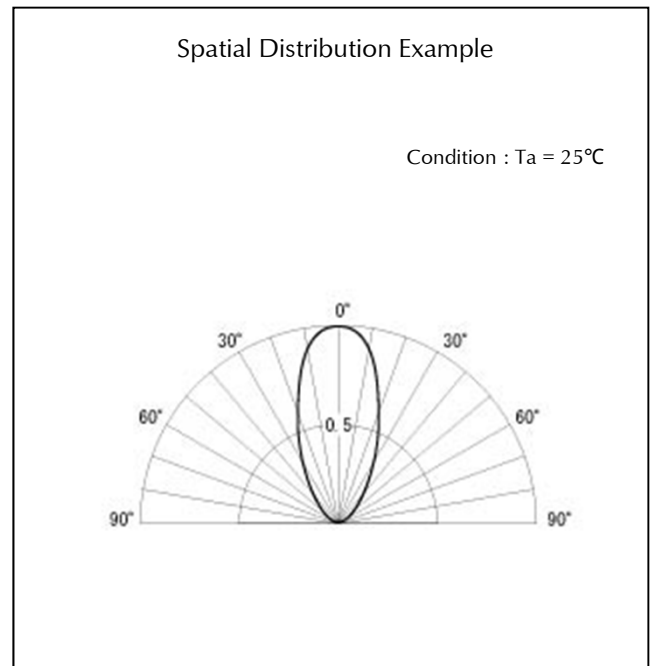 Spatial Distribution Example
Condition : Ta = 25℃
0°
30° 30°
60° 60°
0. 5
90° 90°